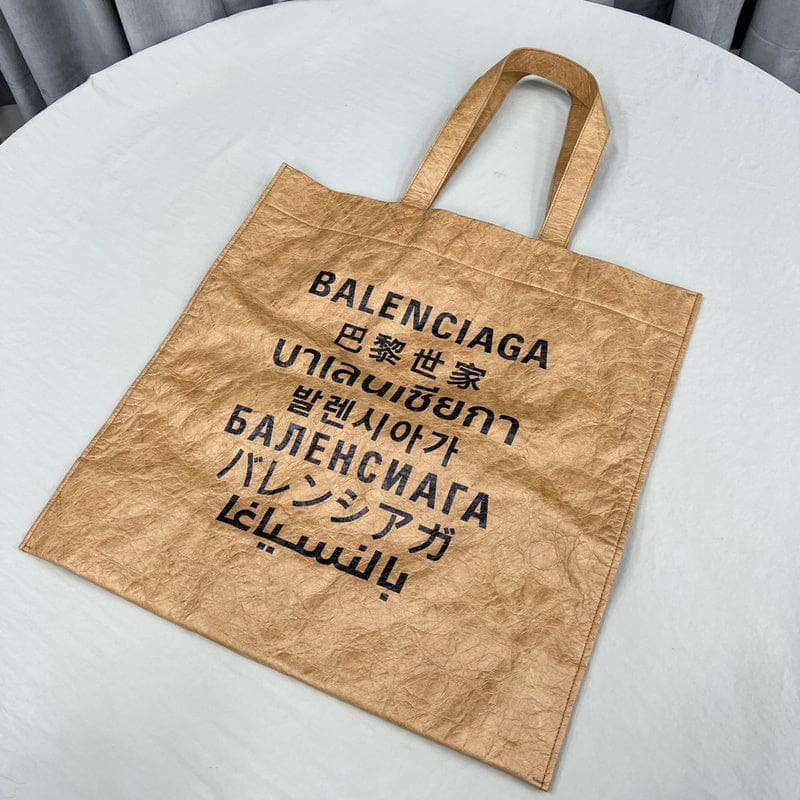 BALENCIAGA
巴黎世家
บาเลนเซียกา
발렌시아가
БАЛЕНСИАГА
バレンシアガ
بالنسياغا